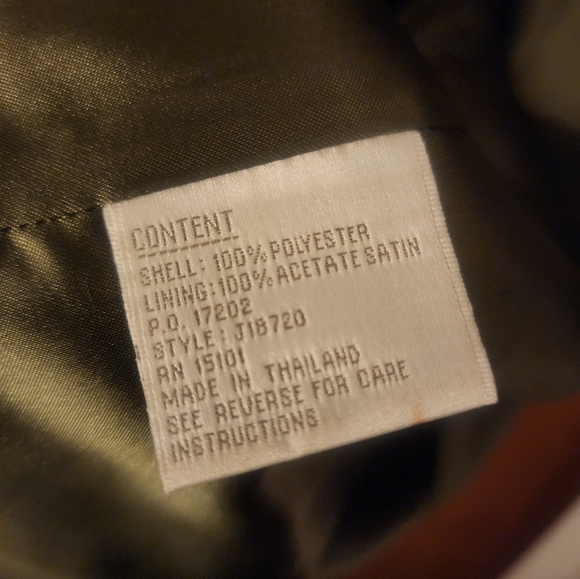 CONTENT
SHELL: 100% POLYESTER
LINING: 100% ACETATE SATIN
P.O. 17202
STYLE: J18720
RN 15101
MADE IN THAILAND
SEE REVERSE FOR CARE
INSTRUCTIONS